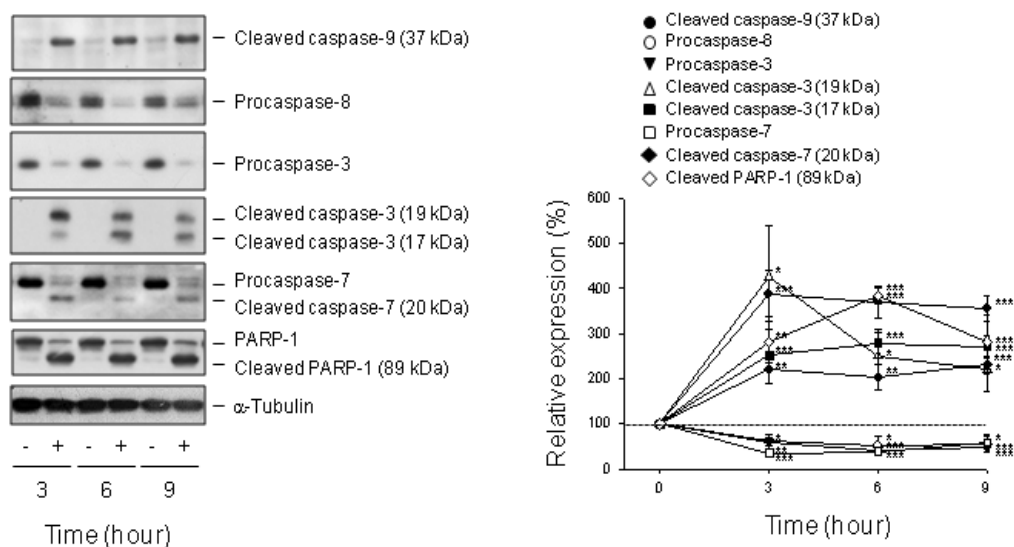 Cleaved caspase-9 (37 kDa)
Procaspase-8
Procaspase-3
Cleaved caspase-3 (19 kDa)
Cleaved caspase-3 (17 kDa)
Procaspase-7
Cleaved caspase-7 (20 kDa)
PARP-1
Cleaved PARP-1 (89 kDa)
α-Tubulin
- + - + - +
3 6 9
Time (hour)
Cleaved caspase-9 (37 kDa)
Procaspase-8
Procaspase-3
Cleaved caspase-3 (19 kDa)
Cleaved caspase-3 (17 kDa)
Procaspase-7
Cleaved caspase-7 (20 kDa)
Cleaved PARP-1 (89 kDa)
Relative expression (%)
600
500
400
300
200
100
0
0 3 6 9
Time (hour)